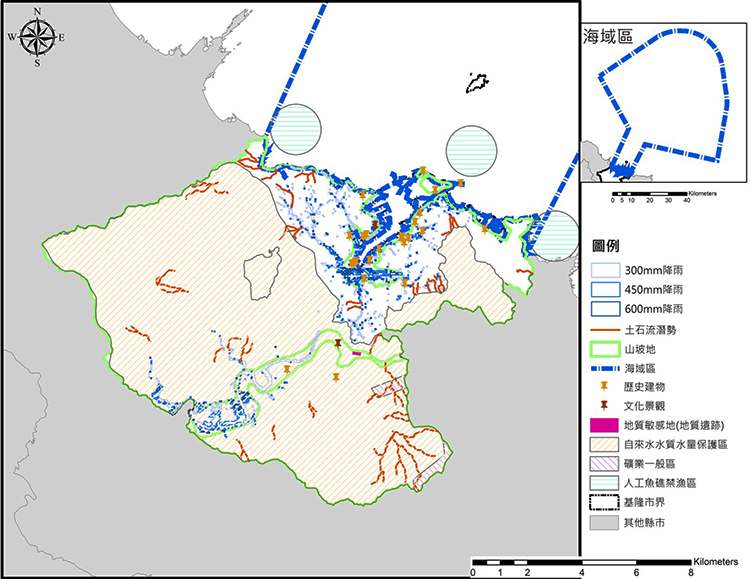 N
W E
S
海域區
Kilometers
0 5 10 20 30 40
圖例
300mm降雨
450mm降雨
600mm降雨
土石流潛勢
山坡地
海域區
歷史建物
文化景觀
地質敏感地(地質遺跡)
自來水水質水量保護區
礦業一般區
人工魚礁禁漁區
基隆市界
其他縣市
Kilometers
0 1 2 4 6 8